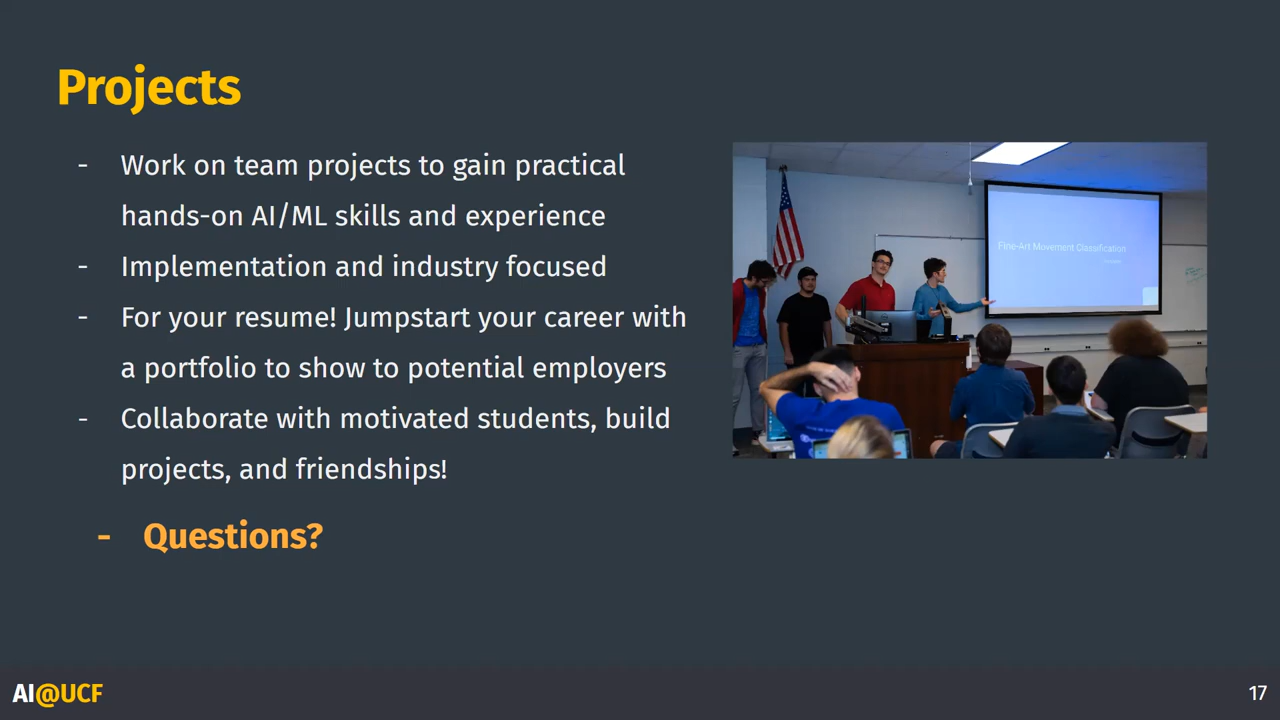 Projects
- Work on team projects to gain practical
hands-on AI/ML skills and experience
- Implementation and industry focused
- For your resume! Jumpstart your career with
a portfolio to show to potential employers
- Collaborate with motivated students, build
projects, and friendships!
- Questions?
Fine-Art Movement Classification
AI@UCF
17